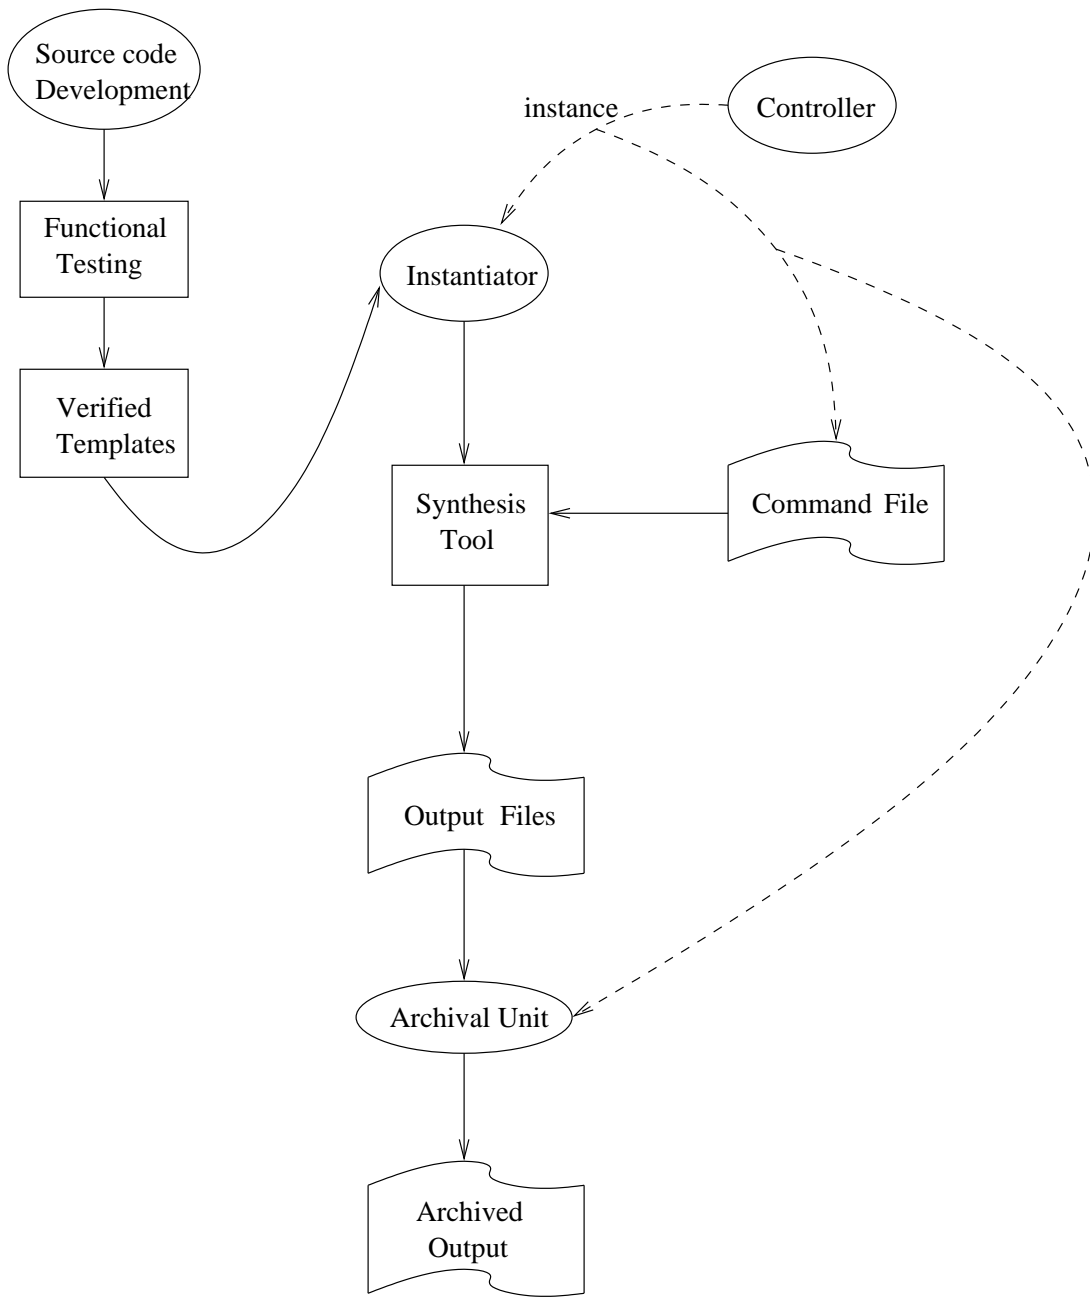 Source code
Development
instance
Controller
Functional
Testing
Instantiator
Verified
Templates
Synthesis
Tool
Command File
Output Files
Archival Unit
Archived
Output